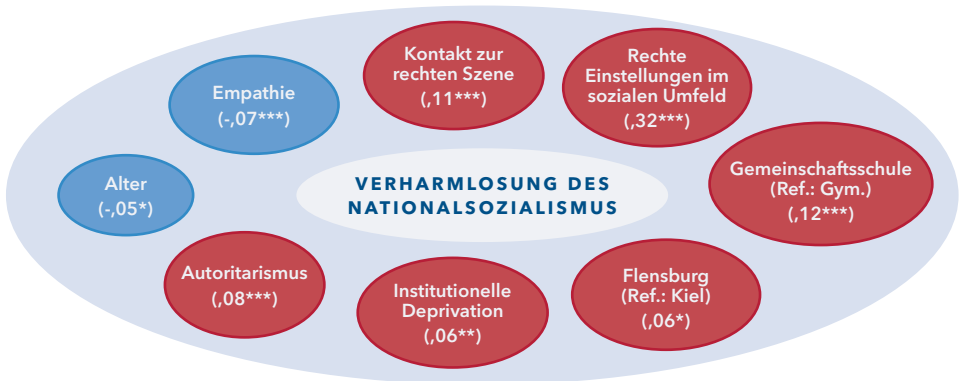 Kontakt zur
rechten Szene
(,11***)
Rechte
Einstellungen im
sozialen Umfeld
(,32***)
Empathie
(-,07***)
Gemeinschaftsschule
(Ref.: Gym.)
(,12***)
Alter
(-,05*)
VERHARMLOSUNG DES
NATIONALSOZIALISMUS
Autoritarismus
(,08***)
Institutionelle
Deprivation
(,06**)
Flensburg
(Ref.: Kiel)
(,06*)